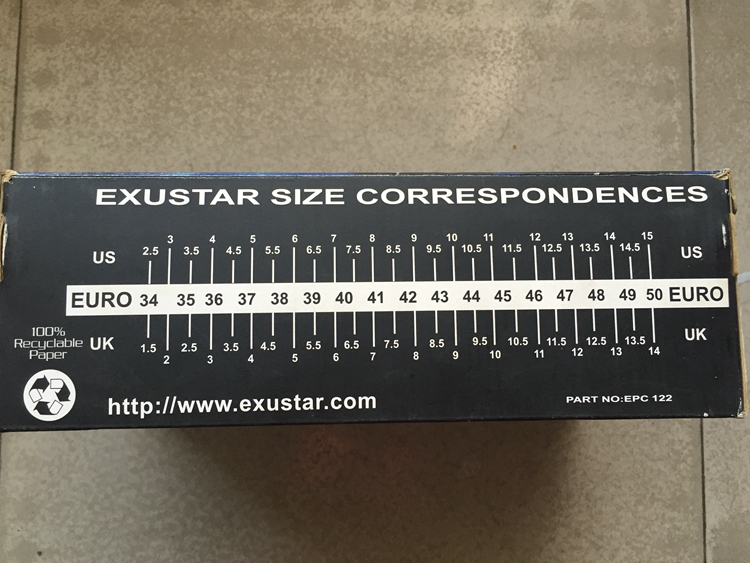 EXUSTAR SIZE CORRESPONDENCES
3 4 5 6 7 8 9 10 11 12 13 14 15
US 2.5 3.5 4.5 5.5 6.5 7.5 8.5 9.5 10.5 11.5 12.5 13.5 14.5 US
EURO 34 35 36 37 38 39 40 41 42 43 44 45 46 47 48 49 50 EURO
UK 1.5 2.5 3.5 4.5 5.5 6.5 7.5 8.5 9.5 10.5 11.5 12.5 13.5 UK
2 3 4 5 6 7 8 9 10 11 12 13 14
100%
Recyclable
Paper
http://www.exustar.com
PART NO:EPC 122